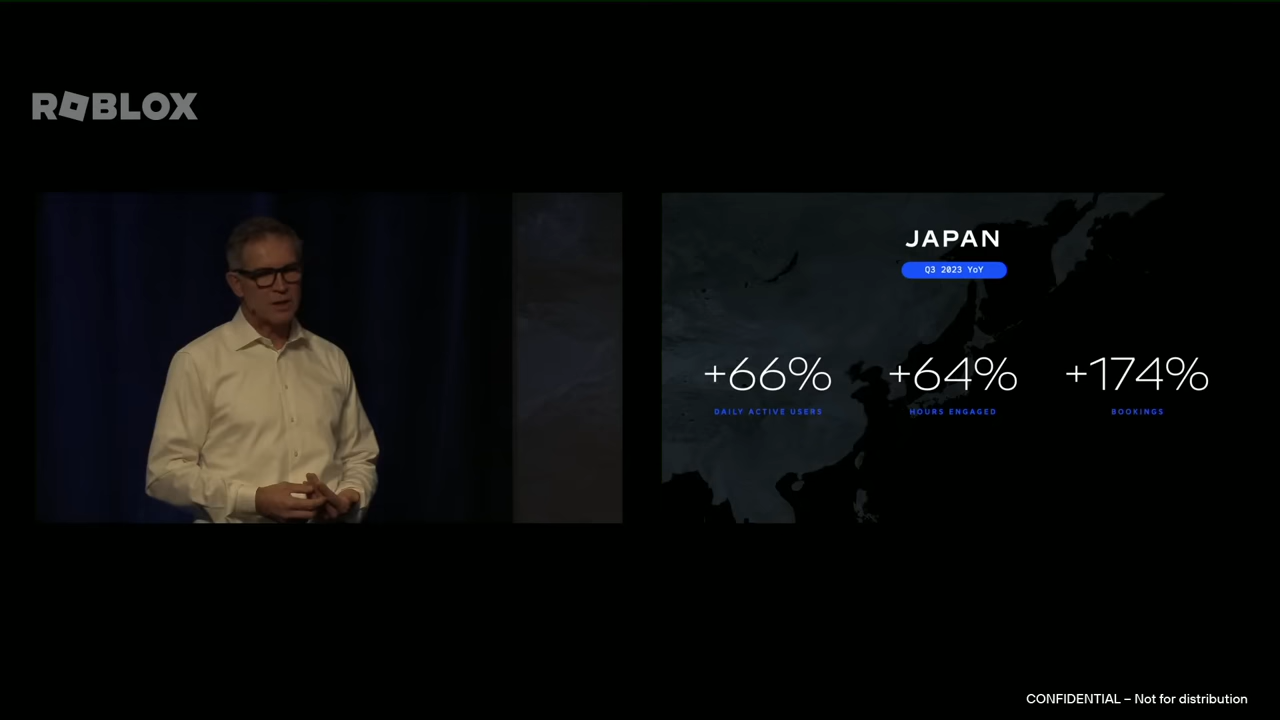 ROBLOX
JAPAN
Q3 2023 YoY
+66% +64% +174%
DAILY ACTIVE USERS HOURS ENGAGED BOOKINGS
CONFIDENTIAL – Not for distribution